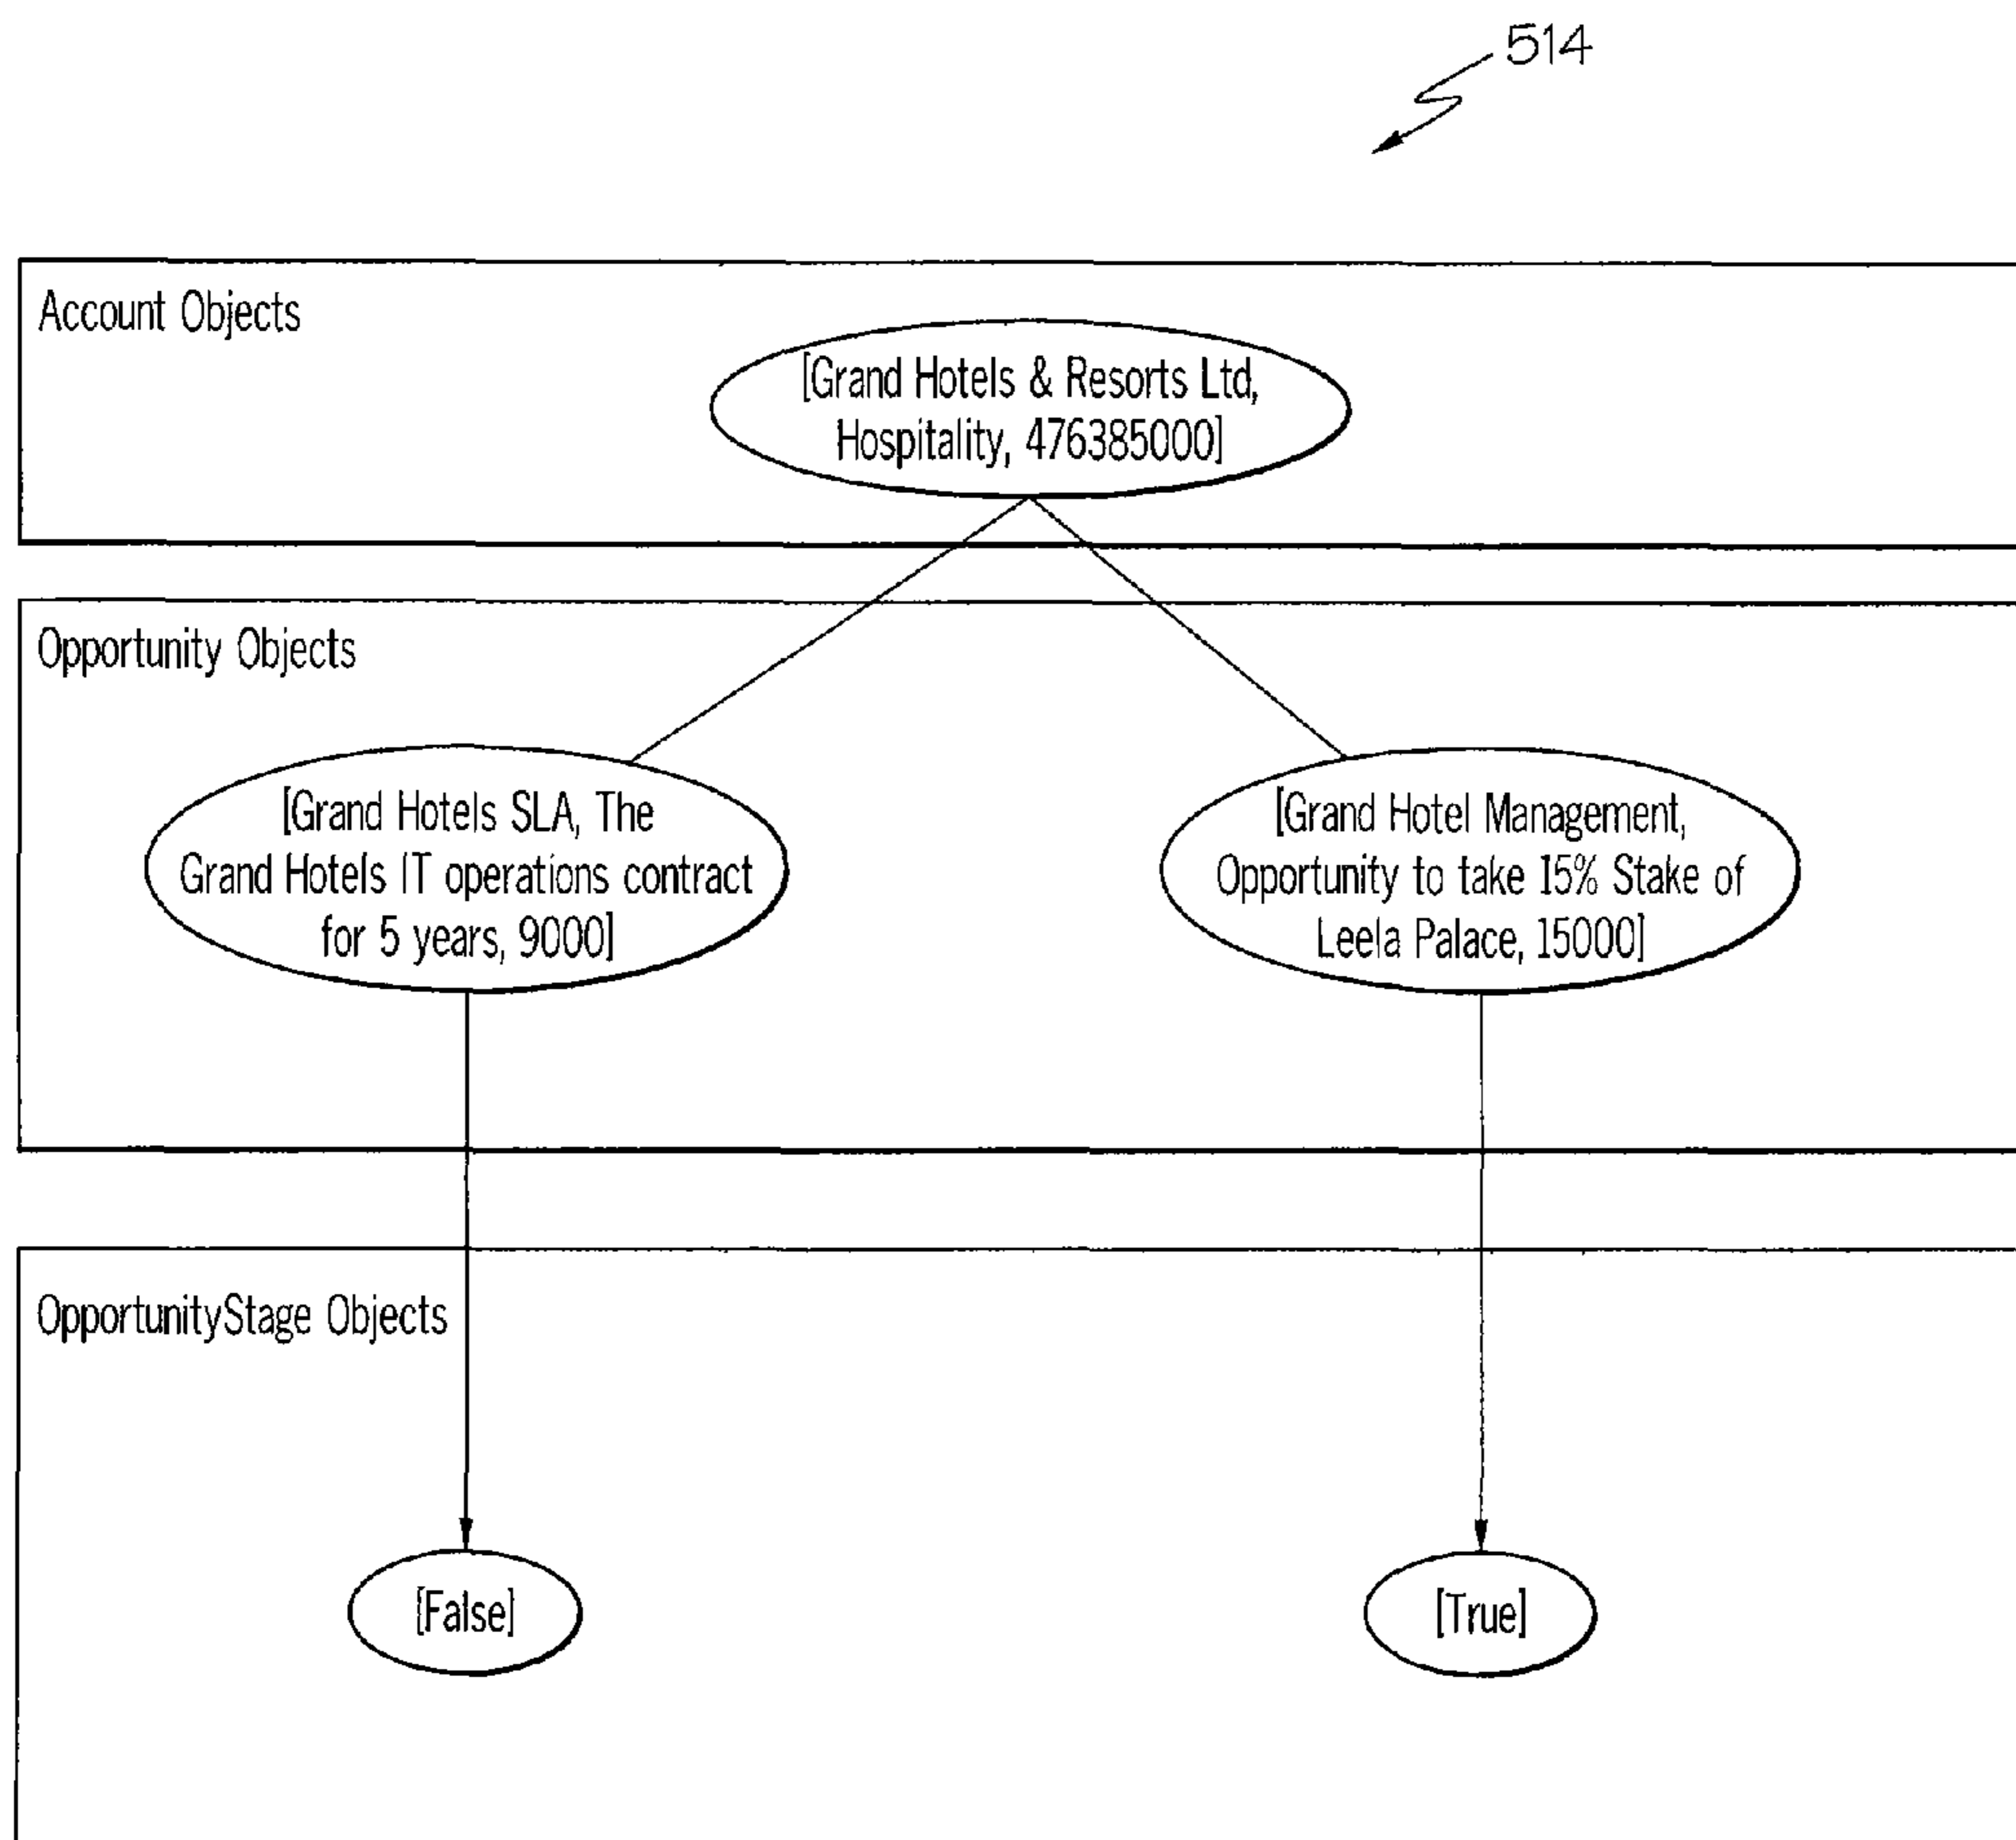 514
Account Objects
[Grand Hotels & Resorts Ltd,
Hospitality, 476385000]
Opportunity Objects
[Grand Hotels SLA, The
Grand Hotels IT operations contract
for 5 years, 9000]
[Grand Hotel Management,
Opportunity to take 15% Stake of
Leela Palace, 15000]
OpportunityStage Objects
[False]
[True]